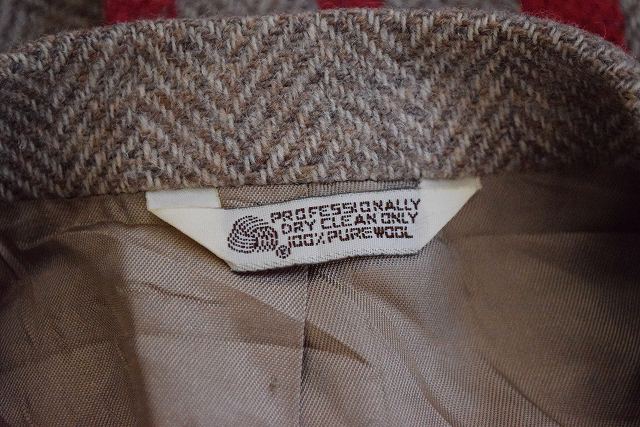 PROFESSIONALLY
DRY CLEAN ONLY
100% PURE WOOL
®